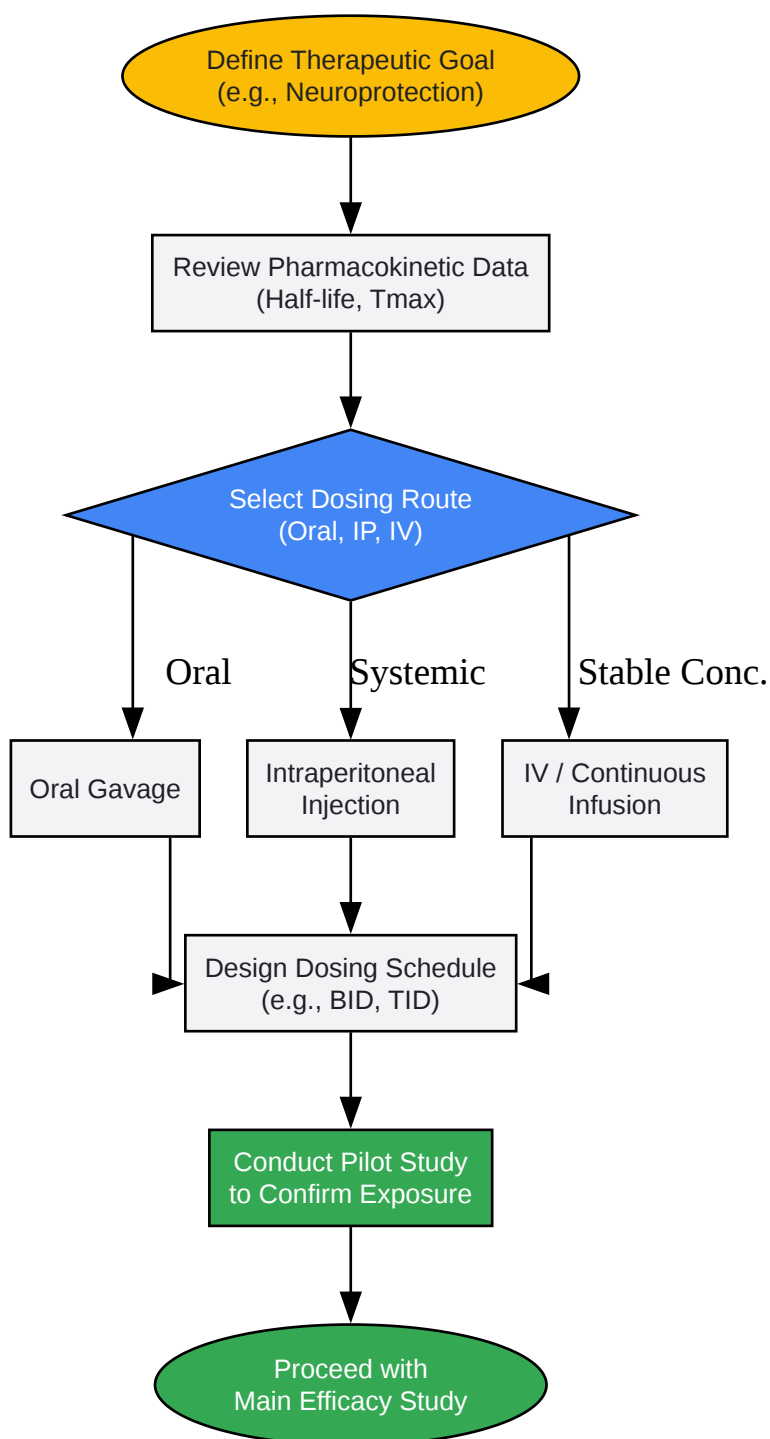 Define Therapeutic Goal
(e.g., Neuroprotection)
Review Pharmacokinetic Data
(Half-life, Tmax)
Select Dosing Route
(Oral, IP, IV)
Oral
Systemic
Stable Conc.
Oral Gavage
Intraperitoneal
Injection
IV / Continuous
Infusion
Design Dosing Schedule
(e.g., BID, TID)
Conduct Pilot Study
to Confirm Exposure
Proceed with
Main Efficacy Study